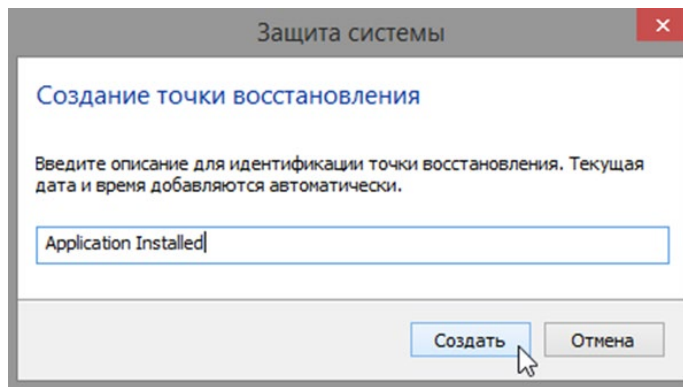 Защита системы
Создание точки восстановления
Введите описание для идентификации точки восстановления. Текущая
дата и время добавляются автоматически.
Application Installed
Создать
Отмена